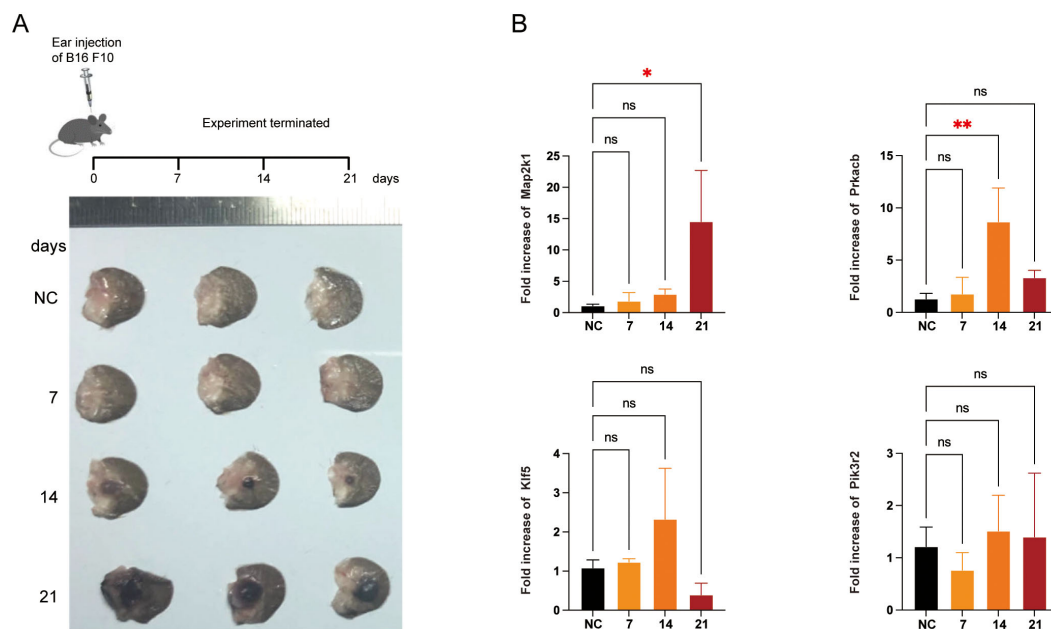 A
Ear injection
of B16 F10
Experiment terminated
0 7 14 21 days
days
NC
7
14
21
B
Fold increase of Map2k1
25
20
15
10
5
0
NC 7 14 21
ns
ns
*
Fold increase of Prkacb
15
10
5
0
NC 7 14 21
ns
**
ns
Fold increase of Klf5
4
3
2
1
0
NC 7 14 21
ns
ns
ns
Fold increase of Pik3r2
3
2
1
0
NC 7 14 21
ns
ns
ns